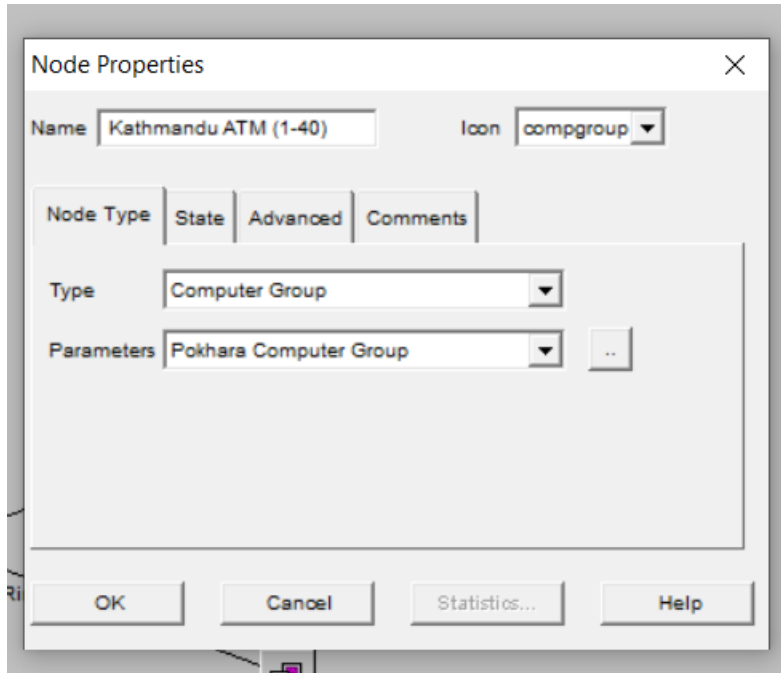 Node Properties
Name Kathmandu ATM (1-40) Icon compgroup
Node Type State Advanced Comments
Type Computer Group
Parameters Pokhara Computer Group ..
OK Cancel Statistics... Help